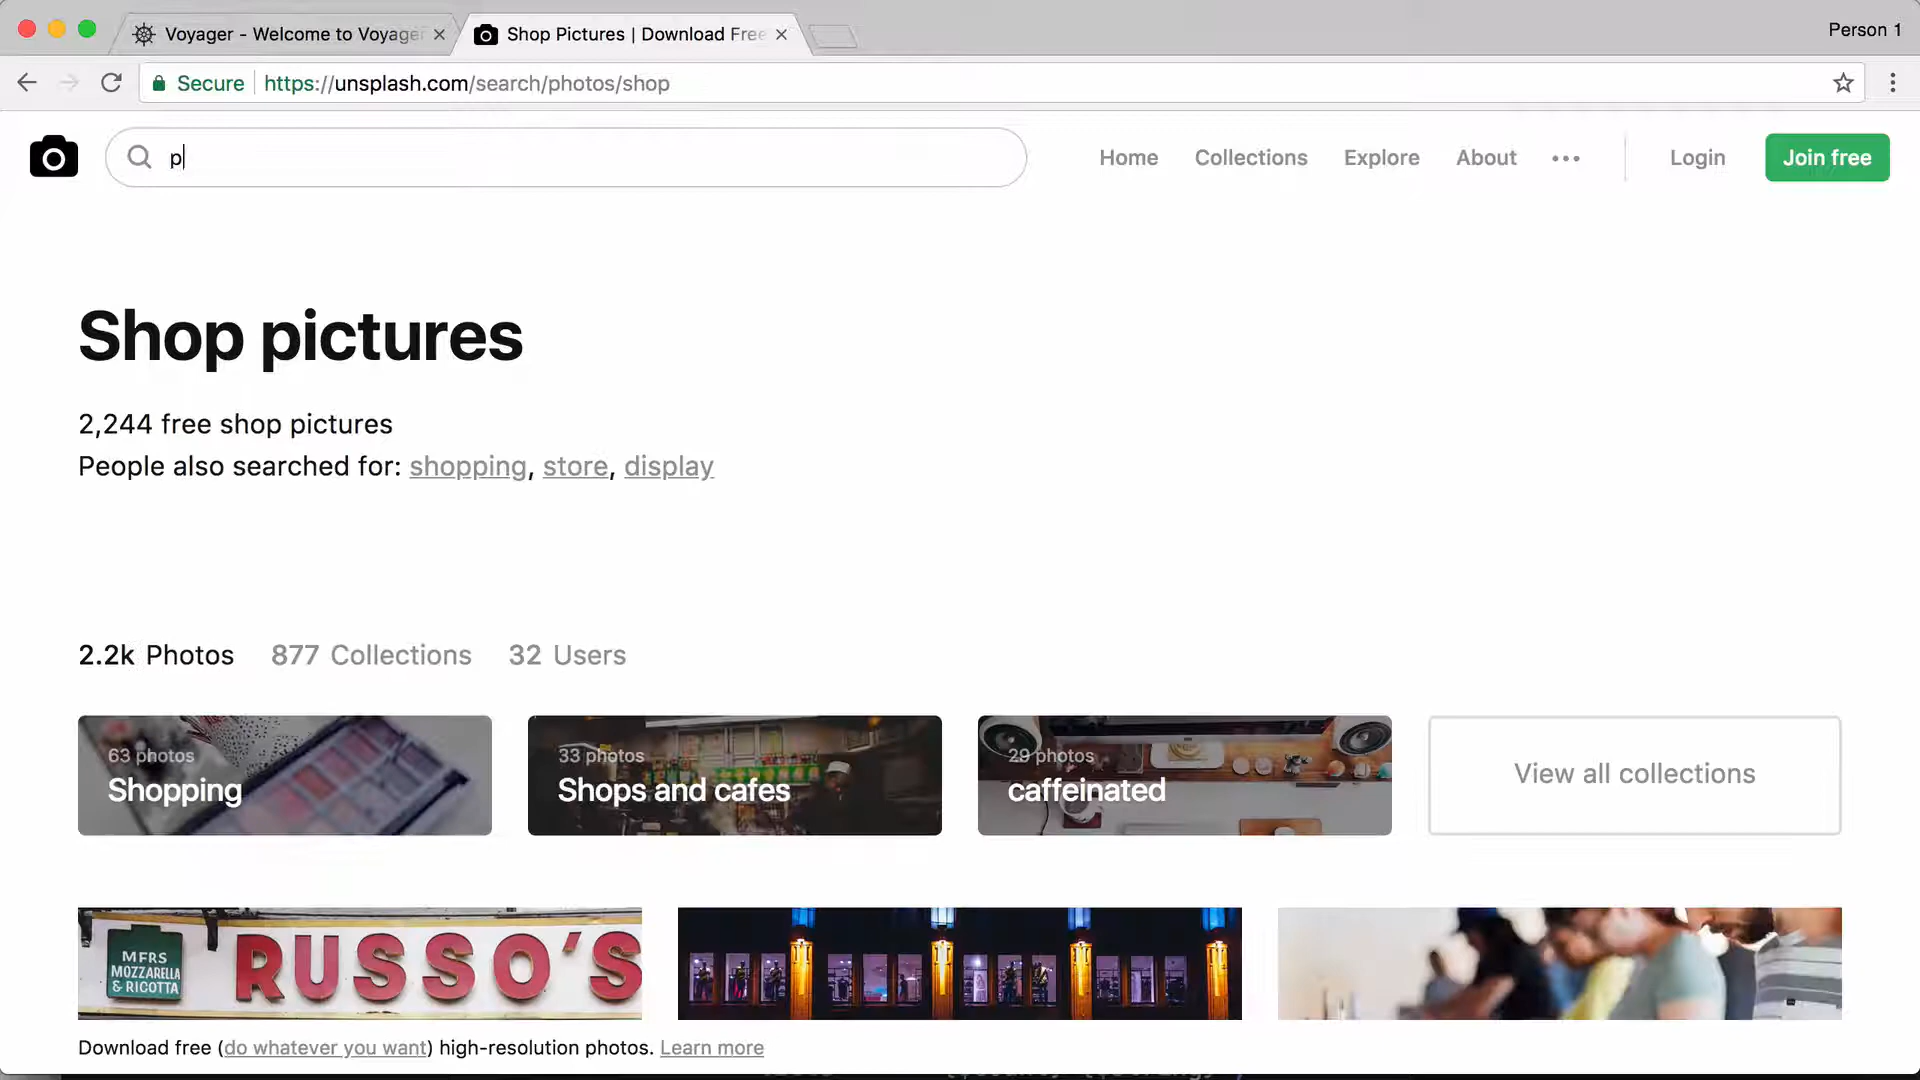 Voyager - Welcome to Voyager
Shop Pictures | Download Free
Person 1
Secure
https://unsplash.com/search/photos/shop
p
Home
Collections
Explore
About
Login
Join free
Shop pictures
2,244 free shop pictures
People also searched for: shopping, store, display
2.2k Photos
877 Collections
32 Users
63 photos
Shopping
33 photos
Shops and cafes
29 photos
caffeinated
View all collections
MFRS
MOZZARELLA
& RICOTTA
RUSSO'S
Download free (do whatever you want) high-resolution photos. Learn more